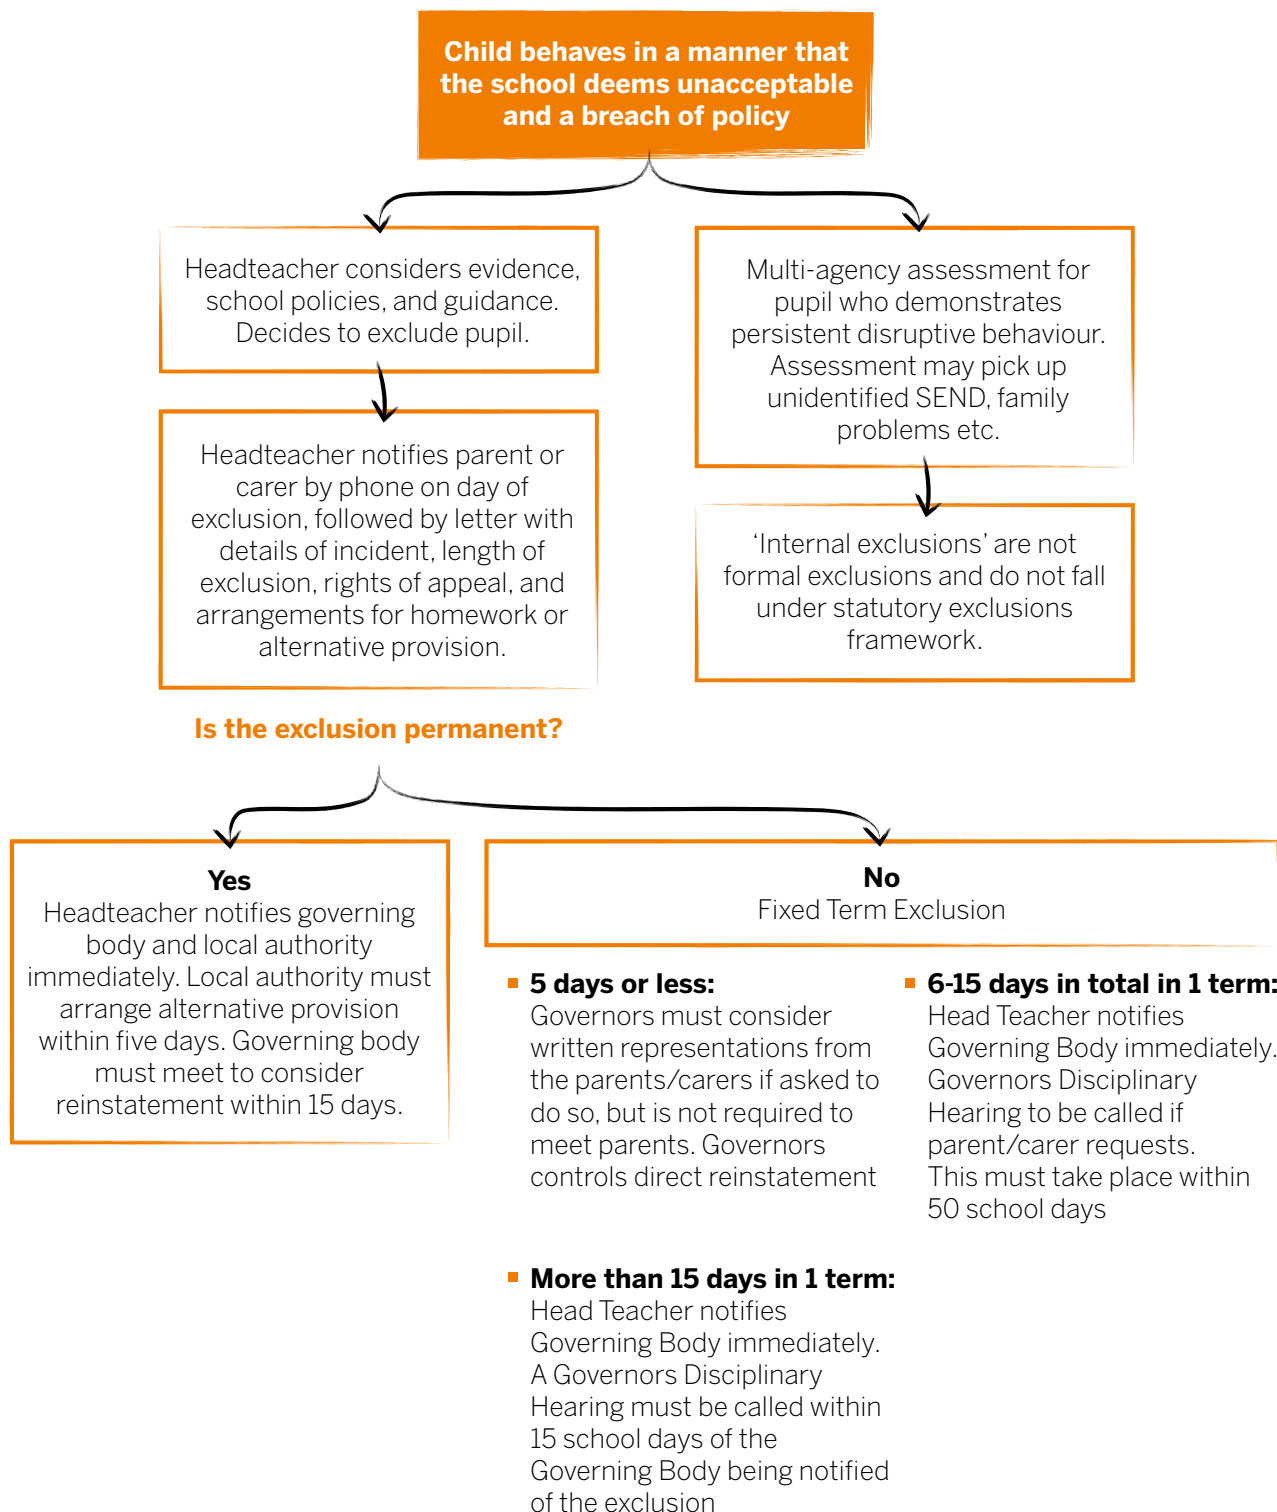 Child behaves in a manner that
the school deems unacceptable
and a breach of policy
Headteacher considers evidence,
school policies, and guidance.
Decides to exclude pupil.
Headteacher notifies parent or
carer by phone on day of
exclusion, followed by letter with
details of incident, length of
exclusion, rights of appeal, and
arrangements for homework or
alternative provision.
Multi-agency assessment for
pupil who demonstrates
persistent disruptive behaviour.
Assessment may pick up
unidentified SEND, family
problems etc.
‘Internal exclusions’ are not
formal exclusions and do not fall
under statutory exclusions
framework.
Is the exclusion permanent?
Yes
Headteacher notifies governing
body and local authority
immediately. Local authority must
arrange alternative provision
within five days. Governing body
must meet to consider
reinstatement within 15 days.
No
Fixed Term Exclusion
5 days or less:
Governors must consider
written representations from
the parents/carers if asked to
do so, but is not required to
meet parents. Governors
controls direct reinstatement
6-15 days in total in 1 term:
Head Teacher notifies
Governing Body immediately.
Governors Disciplinary
Hearing to be called if
parent/carer requests.
This must take place within
50 school days
More than 15 days in 1 term:
Head Teacher notifies
Governing Body immediately.
A Governors Disciplinary
Hearing must be called within
15 school days of the
Governing Body being notified
of the exclusion